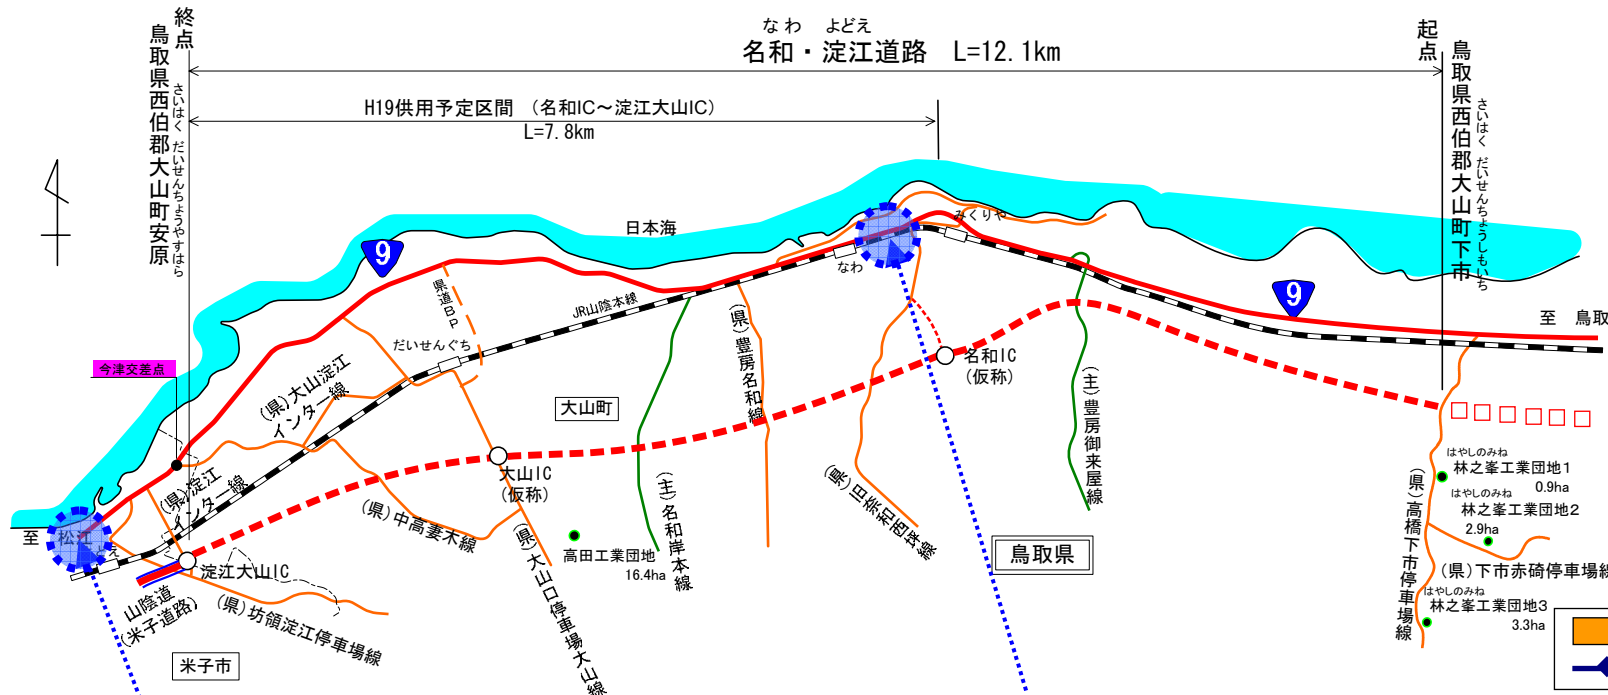 なわ よどえ
名和・淀江道路 L=12.1km
終点
鳥取県西伯郡大山町安原
さいはく だいせんちょうやすはら
起点
鳥取県西伯郡大山町下市
さいはく だいせんちょうしもいち
H19供用予定区間 (名和IC～淀江大山IC)
L=7.8km
日本海
9
みくりや
なわ
9
至 鳥取
県道BP
JR山陰本線
だいせんぐち
今津交差点
(県)大山淀江
インター線
(県)豊房名和線
名和IC
(仮称)
(主)豊房御来屋線
大山町
大山IC
(仮称)
(県)淀江
インター線
(県)中高妻木線
(主)名和岸本線
(県)旧奈和西坪線
はやしのみね
林之峯工業団地1
0.9ha
はやしのみね
林之峯工業団地2
2.9ha
(県)高橋下市停車場線
至 松江
淀江大山IC
高田工業団地
16.4ha
(県)大山口停車場大山線
鳥取県
(県)下市赤碕停車場線
はやしのみね
林之峯工業団地3
3.3ha
山陰道
(米子道路)
(県)坊領淀江停車場線
米子市